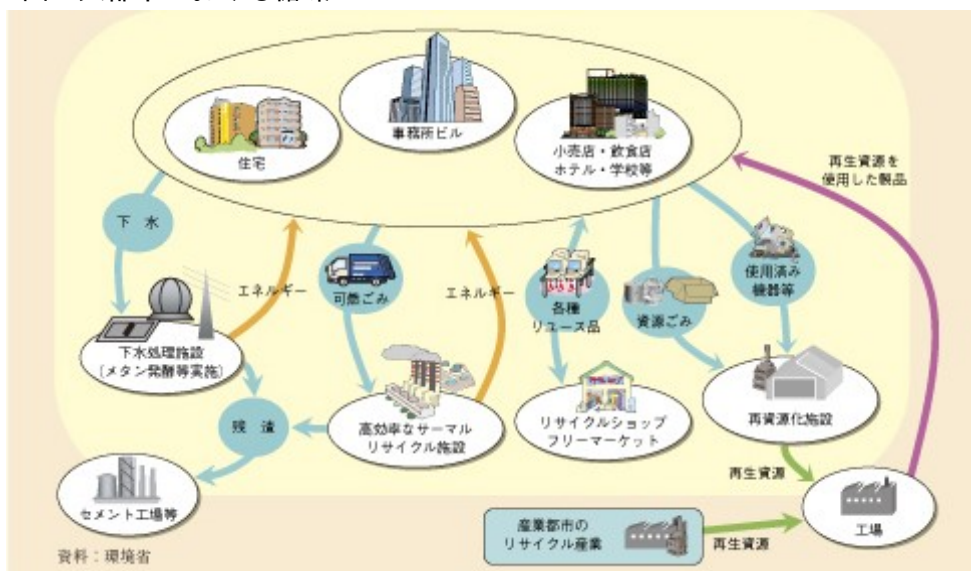 住宅
事務所ビル
小売店・飲食店
ホテル・学校等
再生資源を
使用した製品
下 水
エネルギー
可燃ごみ
エネルギー
各種
リユース品
資源ごみ
使用済み
機器等
下水処理施設
(メタン発酵等実施)
残 渣
高効率なサーマル
リサイクル施設
リサイクルショップ
フリーマーケット
再資源化施設
再生資源
セメント工場等
産業都市の
リサイクル産業
再生資源
工場
資料：環境省